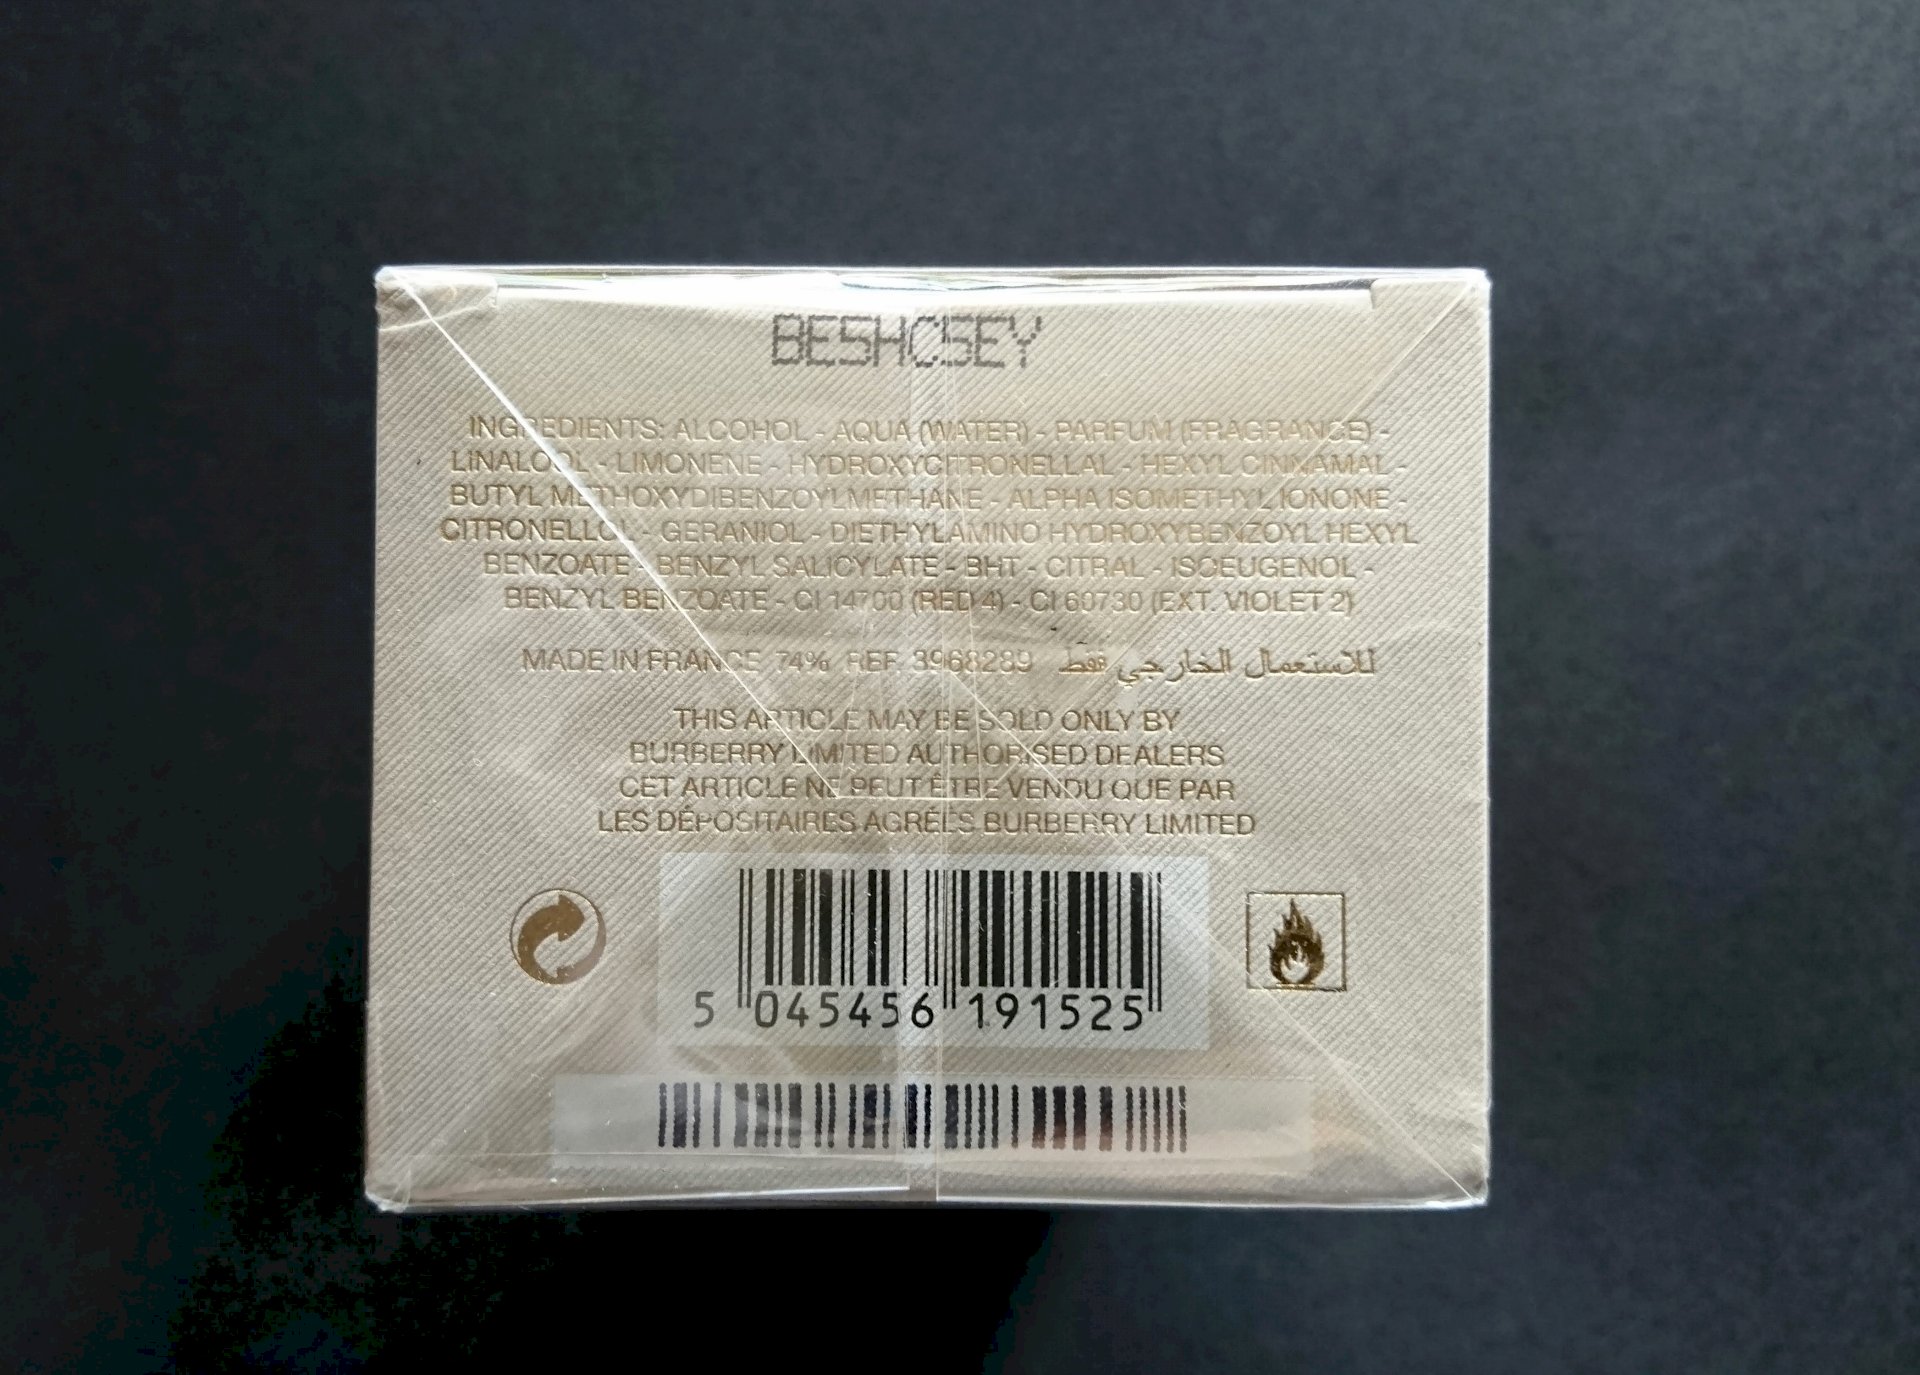 BESHCSEY
INGREDIENTS: ALCOHOL - AQUA (WATER) - PARFUM (FRAGRANCE) -
LINALOOL - LIMONENE - HYDROXYCITRONELLAL - HEXYL CINNAMAL -
BUTYL METHOXYDIBENZOYLMETHANE - ALPHA ISOMETHYL IONONE -
CITRONELLOL - GERANIOL - DIETHYLAMINO HYDROXYBENZOYL HEXYL
BENZOATE - BENZYL SALICYLATE - BHT - CITRAL - ISOEUGENOL -
BENZYL BENZOATE - CI 14700 (RED 4) - CI 60730 (EXT. VIOLET 2)
MADE IN FRANCE 74% REF. 3968289 للاستعمال الخارجي فقط
THIS ARTICLE MAY BE SOLD ONLY BY
BURBERRY LIMITED AUTHORISED DEALERS
CET ARTICLE NE PEUT ÊTRE VENDU QUE PAR
LES DÉPOSITAIRES AGRÉÉS BURBERRY LIMITED
5 045456 191525